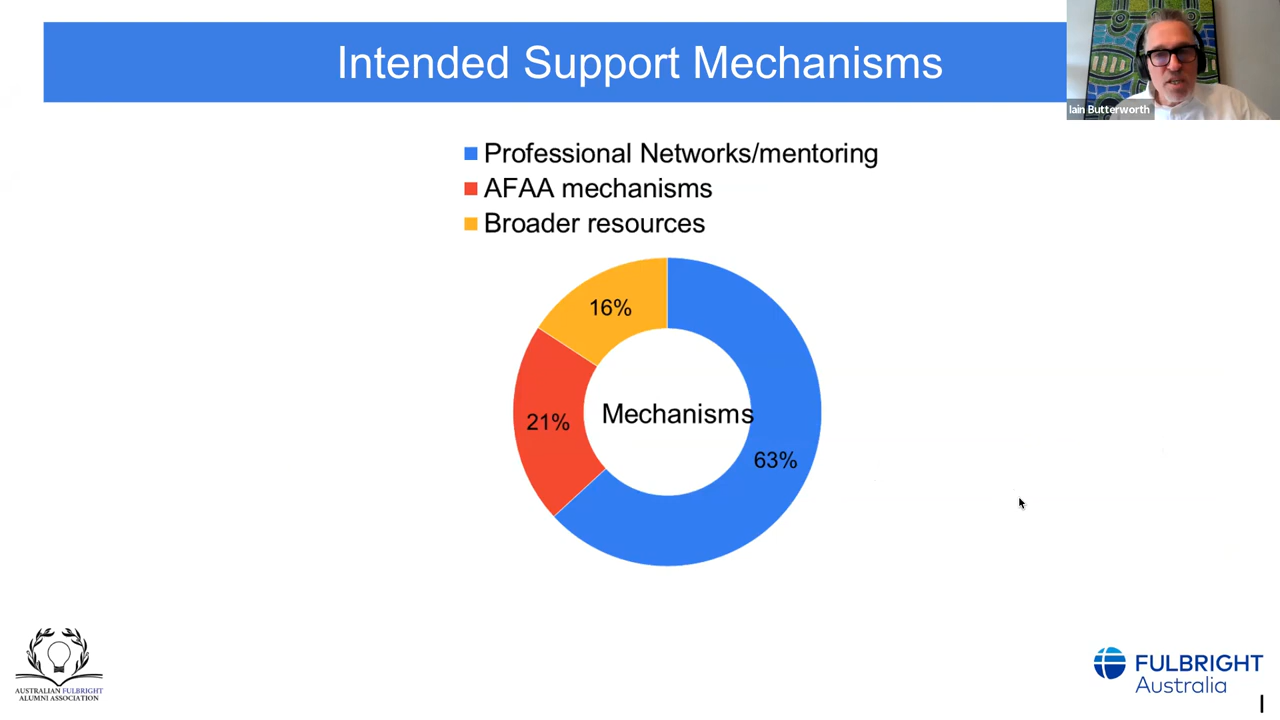 Intended Support Mechanisms
Iain Butterworth
Professional Networks/mentoring
AFAA mechanisms
Broader resources
16%
21%
Mechanisms
63%
AUSTRALIAN FULBRIGHT
ALUMNI ASSOCIATION
FULBRIGHT
Australia